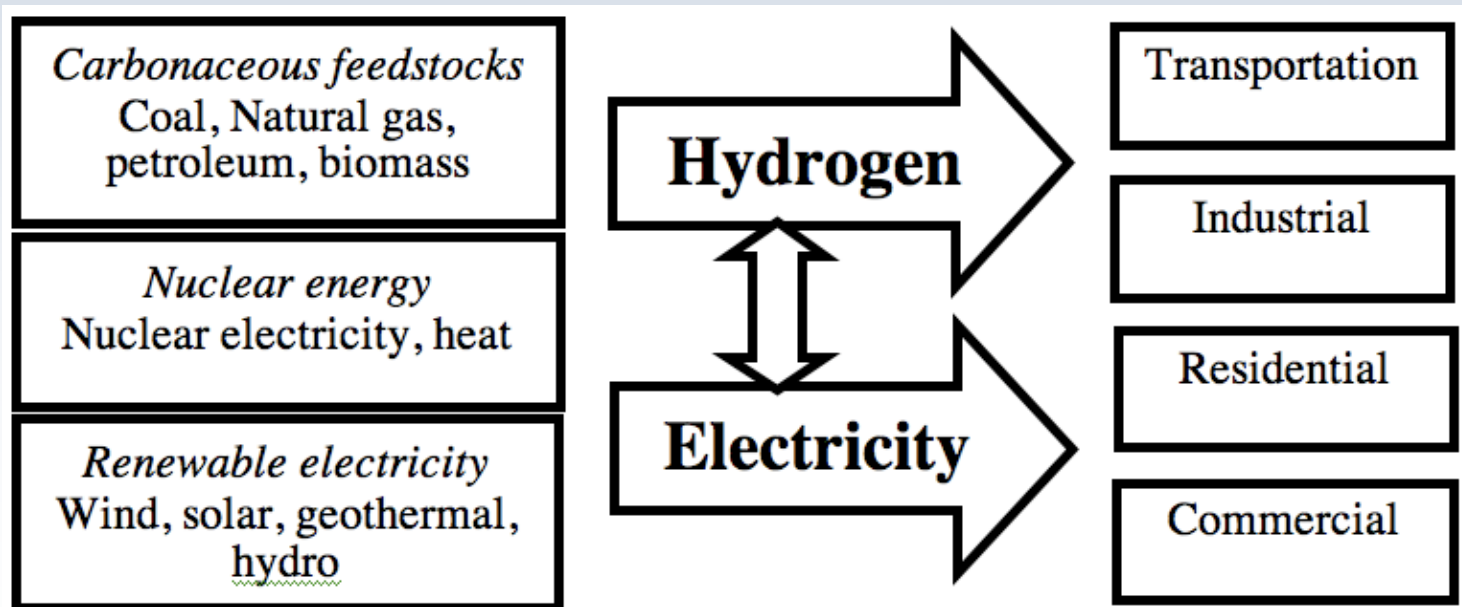 Carbonaceous feedstocks
Coal, Natural gas,
petroleum, biomass
Nuclear energy
Nuclear electricity, heat
Renewable electricity
Wind, solar, geothermal,
hydro
Hydrogen
Electricity
Transportation
Industrial
Residential
Commercial